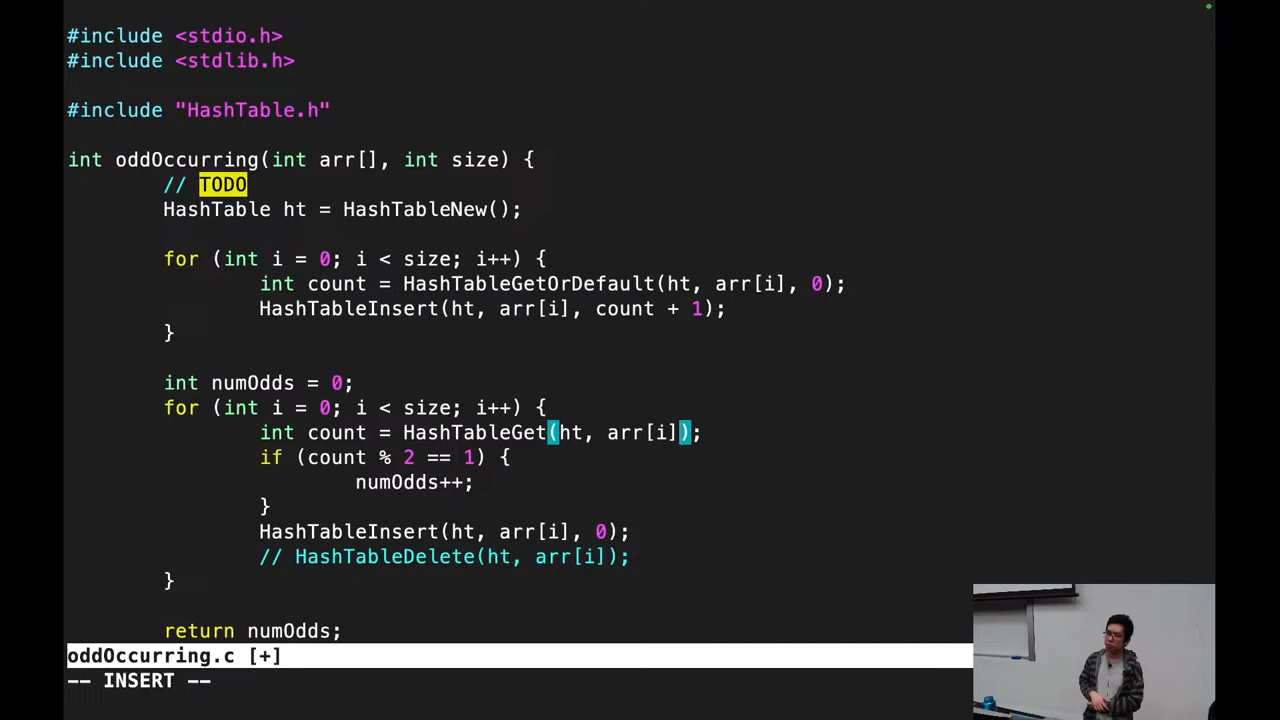 #include <stdio.h>
#include <stdlib.h>
#include "HashTable.h"
int oddOccurring(int arr[], int size) {
// TODO
HashTable ht = HashTableNew();
for (int i = 0; i < size; i++) {
int count = HashTableGetOrDefault(ht, arr[i], 0);
HashTableInsert(ht, arr[i], count + 1);
}
int numOdds = 0;
for (int i = 0; i < size; i++) {
int count = HashTableGet(ht, arr[i]);
if (count % 2 == 1) {
numOdds++;
}
HashTableInsert(ht, arr[i], 0);
// HashTableDelete(ht, arr[i]);
}
return numOdds;
oddOccurring.c [+]
-- INSERT --